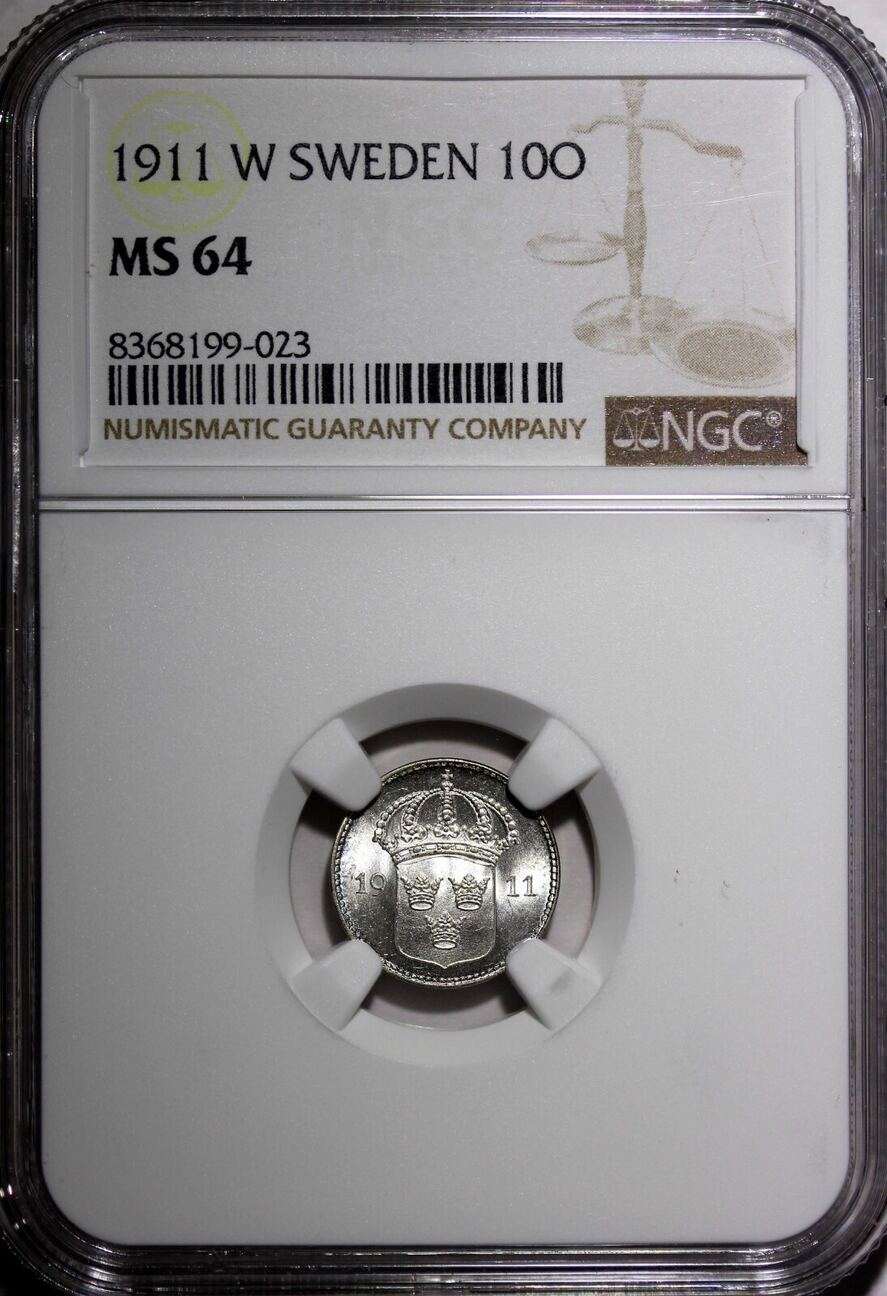 1911 W SWEDEN 10O
MS 64
8368199-023
NUMISMATIC GUARANTY COMPANY
NGC®
19 11